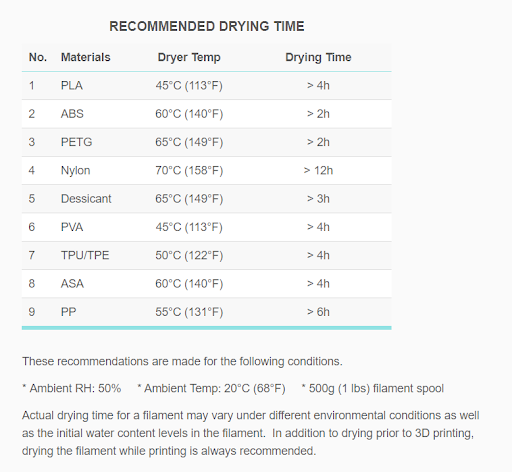 RECOMMENDED DRYING TIME
No. Materials Dryer Temp Drying Time
1 PLA 45°C (113°F) > 4h
2 ABS 60°C (140°F) > 2h
3 PETG 65°C (149°F) > 2h
4 Nylon 70°C (158°F) > 12h
5 Dessicant 65°C (149°F) > 3h
6 PVA 45°C (113°F) > 4h
7 TPU/TPE 50°C (122°F) > 4h
8 ASA 60°C (140°F) > 4h
9 PP 55°C (131°F) > 6h
These recommendations are made for the following conditions.
* Ambient RH: 50% * Ambient Temp: 20°C (68°F) * 500g (1 lbs) filament spool
Actual drying time for a filament may vary under different environmental conditions as well
as the initial water content levels in the filament. In addition to drying prior to 3D printing,
drying the filament while printing is always recommended.